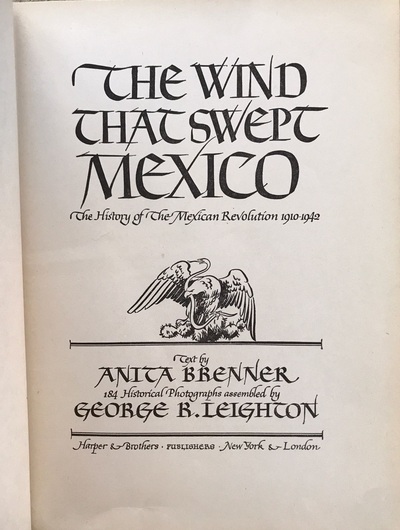 THE WIND
THAT SWEPT
MEXICO
The History of The Mexican Revolution 1910-1942
Text by
ANITA BRENNER
184 Historical Photographs assembled by
GEORGE R. LEIGHTON
Harper & Brothers · PUBLISHERS · New York & London